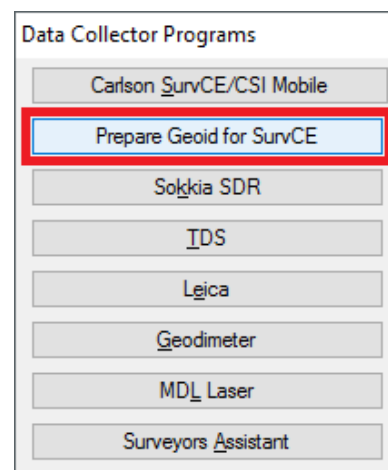 Data Collector Programs
Carlson SurvCE/CSI Mobile
Prepare Geoid for SurvCE
Sokkia SDR
TDS
Leica
Geodimeter
MDL Laser
Surveyors Assistant